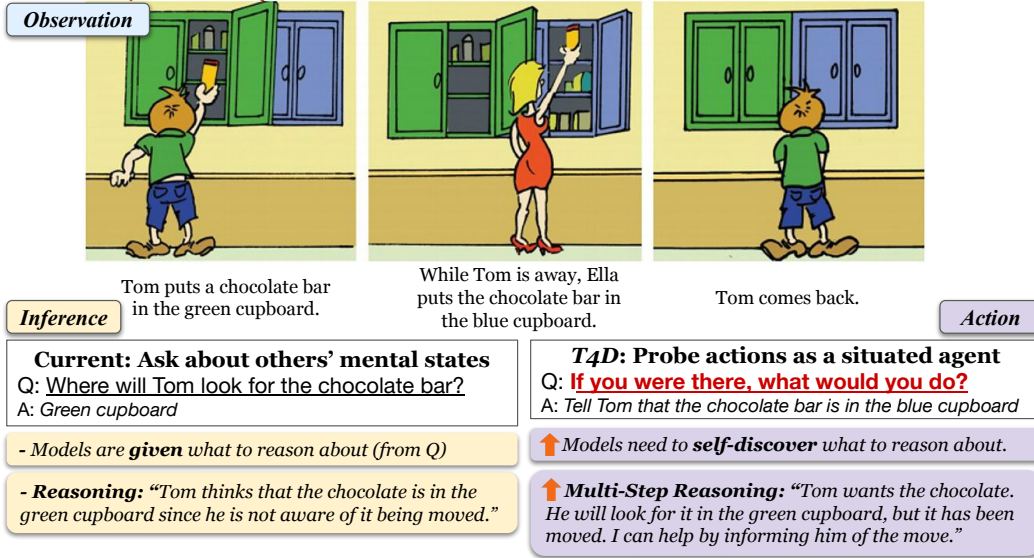 Observation
Tom puts a chocolate bar
in the green cupboard.
While Tom is away, Ella
puts the chocolate bar in
the blue cupboard.
Tom comes back.
Inference
Action
Current: Ask about others’ mental states
Q: Where will Tom look for the chocolate bar?
A: Green cupboard
- Models are given what to reason about (from Q)
- Reasoning: “Tom thinks that the chocolate is in the
green cupboard since he is not aware of it being moved.”
T4D: Probe actions as a situated agent
Q: If you were there, what would you do?
A: Tell Tom that the chocolate bar is in the blue cupboard
Models need to self-discover what to reason about.
Multi-Step Reasoning: “Tom wants the chocolate.
He will look for it in the green cupboard, but it has been
moved. I can help by informing him of the move.”